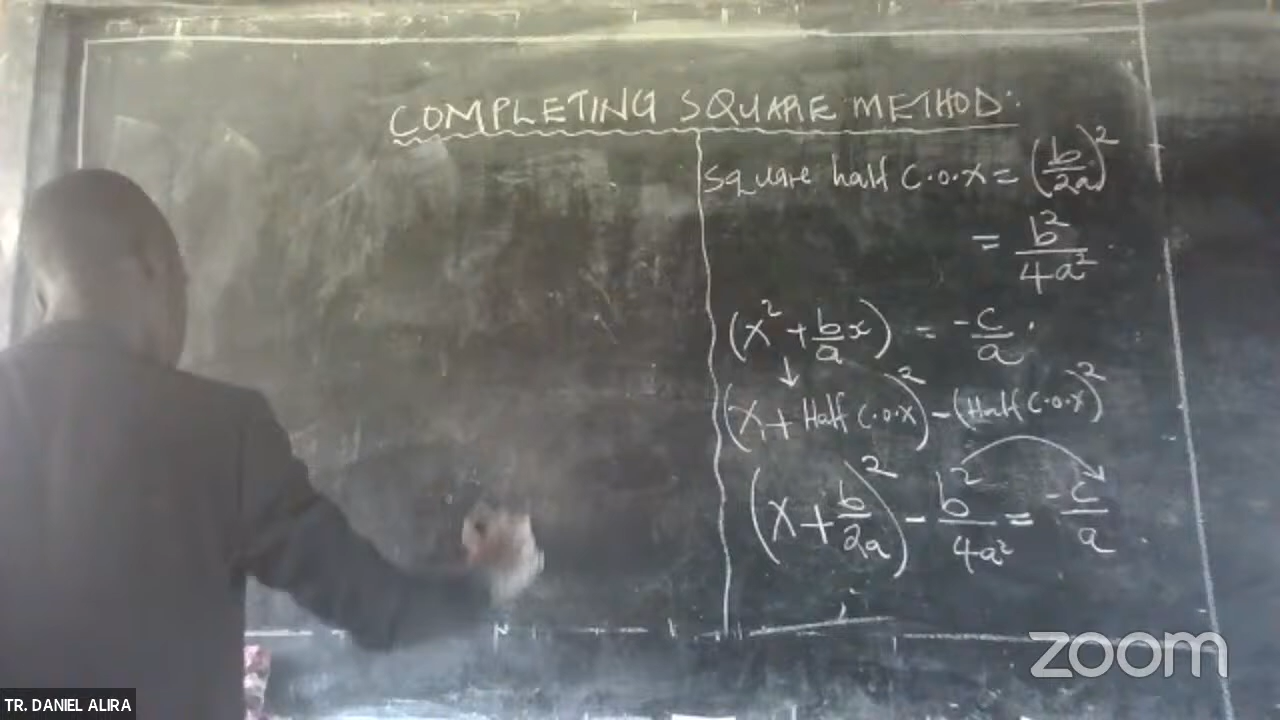 COMPLETING SQUARE METHOD:
square half C.O.X = (b/2a)²
= b²/4a²
(x² + b/a x) = -c/a.
↓
(x + Half C.O.X)² - (Half C.O.X)²
(x + b/2a)² - b²/4a² = -c/a.
zoom
TR. DANIEL ALIRA